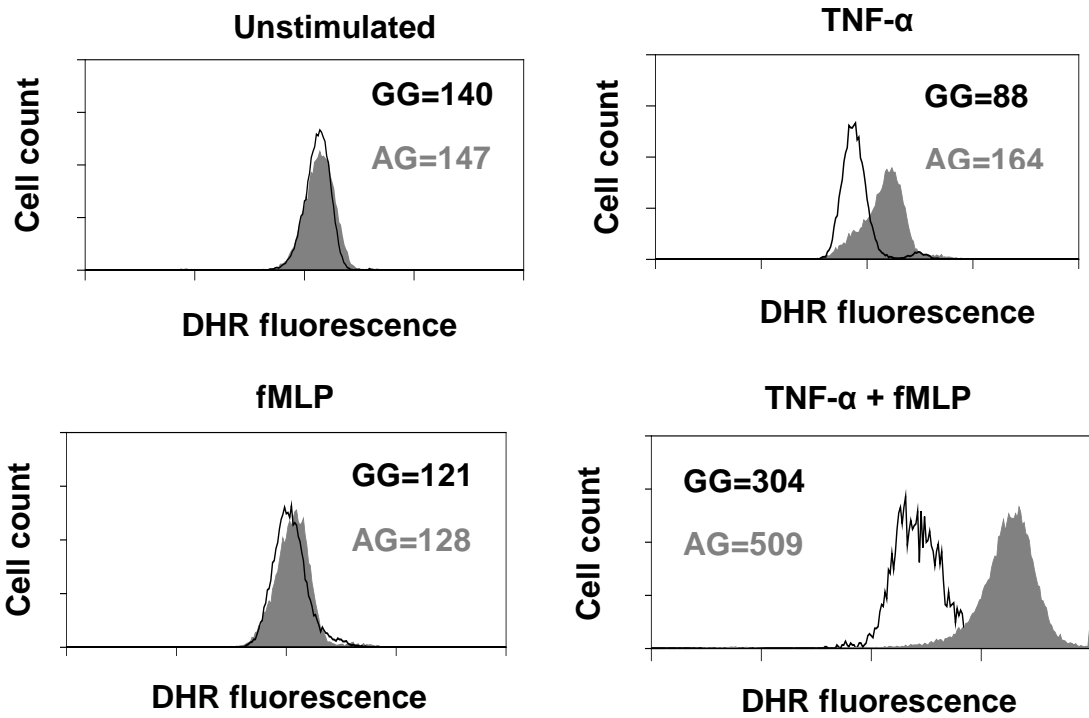 Unstimulated
Cell count
GG=140
AG=147
DHR fluorescence
TNF-α
Cell count
GG=88
AG=164
DHR fluorescence
fMLP
Cell count
GG=121
AG=128
DHR fluorescence
TNF-α + fMLP
Cell count
GG=304
AG=509
DHR fluorescence